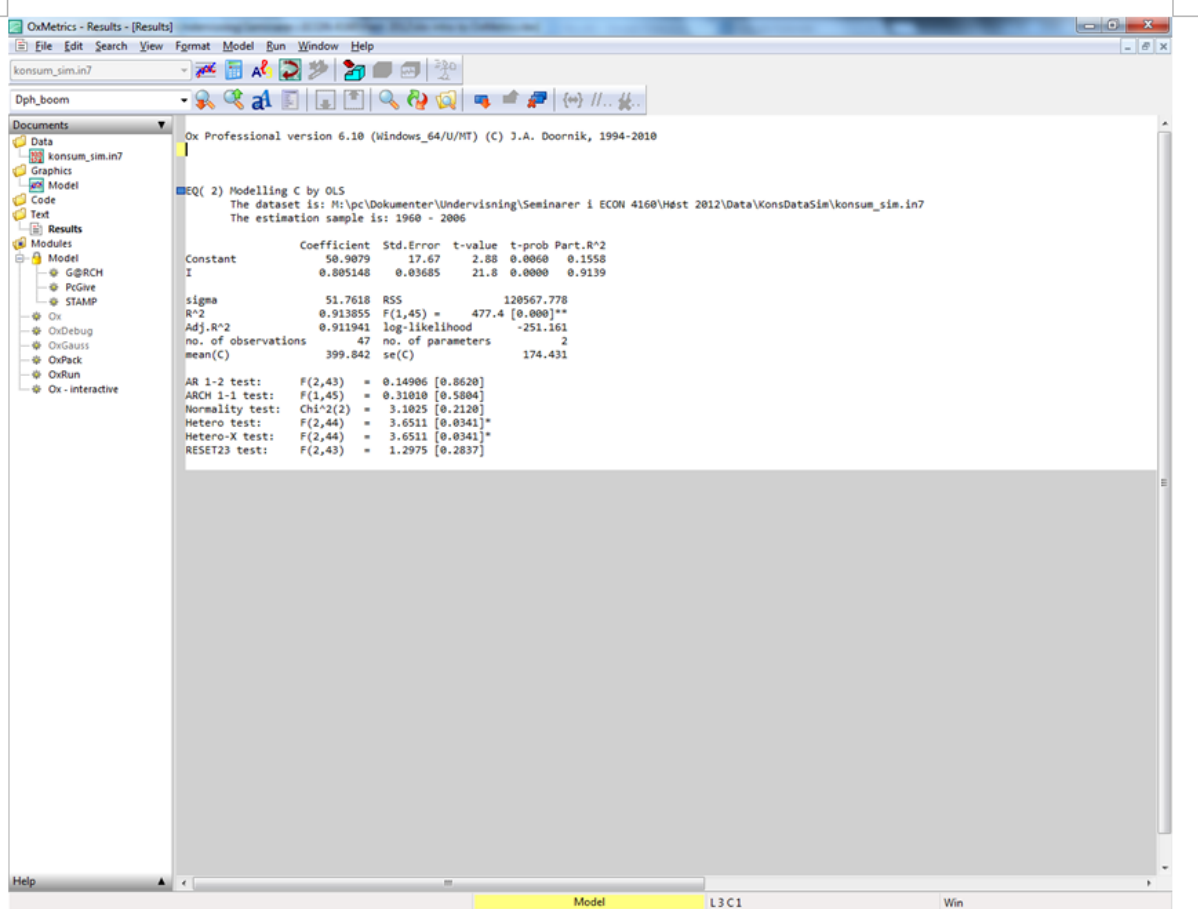 OxMetrics - Results - [Results]
File Edit Search View Format Model Run Window Help
konsum_sim.in7
Dph_boom
Documents
Data
konsum_sim.in7
Graphics
Model
Code
Text
Results
Modules
Model
G@RCH
PcGive
STAMP
Ox
OxDebug
OxGauss
OxPack
OxRun
Ox - interactive
Help
Ox Professional version 6.10 (Windows_64/U/MT) (C) J.A. Doornik, 1994-2010
EQ( 2) Modelling C by OLS
The dataset is: M:\pc\Dokumenter\Undervisning\Seminarer i ECON 4160\Høst 2012\Data\KonsDataSim\konsum_sim.in7
The estimation sample is: 1960 - 2006
Coefficient Std.Error t-value t-prob Part.R^2
Constant 50.9079 17.67 2.88 0.0060 0.1558
I 0.805148 0.03685 21.8 0.0000 0.9139
sigma 51.7618 RSS 120567.778
R^2 0.913855 F(1,45) = 477.4 [0.000]**
Adj.R^2 0.911941 log-likelihood -251.161
no. of observations 47 no. of parameters 2
mean(C) 399.842 se(C) 174.431
AR 1-2 test: F(2,43) = 0.14906 [0.8620]
ARCH 1-1 test: F(1,45) = 0.31010 [0.5804]
Normality test: Chi^2(2) = 3.1025 [0.2120]
Hetero test: F(2,44) = 3.6511 [0.0341]*
Hetero-X test: F(2,44) = 3.6511 [0.0341]*
RESET23 test: F(2,43) = 1.2975 [0.2837]
Model L3 C1 Win